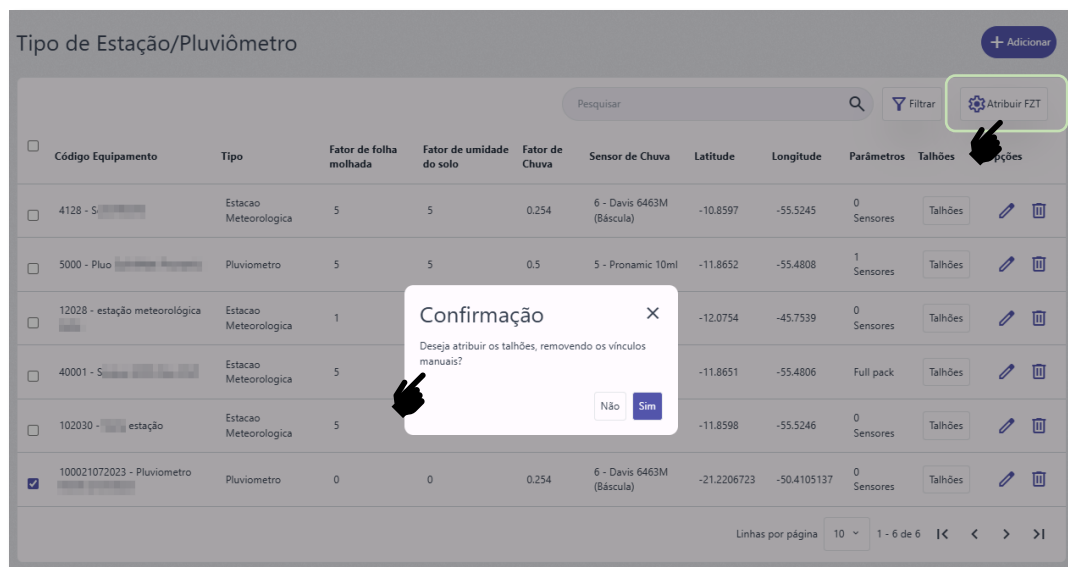 Tipo de Estação/Pluviômetro
Adicionar
Pesquisar
Filtrar
Atribuir FZT
Código Equipamento Tipo Fator de folha molhada Fator de umidade do solo Fator de Chuva Sensor de Chuva Latitude Longitude Parâmetros Talhões
4128 - Estacao Meteorologica 5 5 0.254 6 - Davis 6463M (Báscula) -10.8597 -55.5245 0 Sensores Talhões
5000 - Pluo Pluviometro 5 5 0.5 5 - Pronamic 10ml -11.8652 -55.4808 1 Sensores Talhões
12028 - estação meteorológica Estacao Meteorologica 1 -12.0754 -45.7539 0 Sensores Talhões
40001 - S Estacao Meteorologica 5 -11.8651 -55.4806 Full pack Talhões
102030 - estação Estacao Meteorologica 5 -11.8598 -55.5246 0 Sensores Talhões
100021072023 - Pluviometro Pluviometro 0 0 0.254 6 - Davis 6463M (Báscula) -21.2206723 -50.4105137 0 Sensores Talhões
Confirmação
Deseja atribuir os talhões, removendo os vínculos
manuais?
Não Sim
Linhas por página 10 1 - 6 de 6